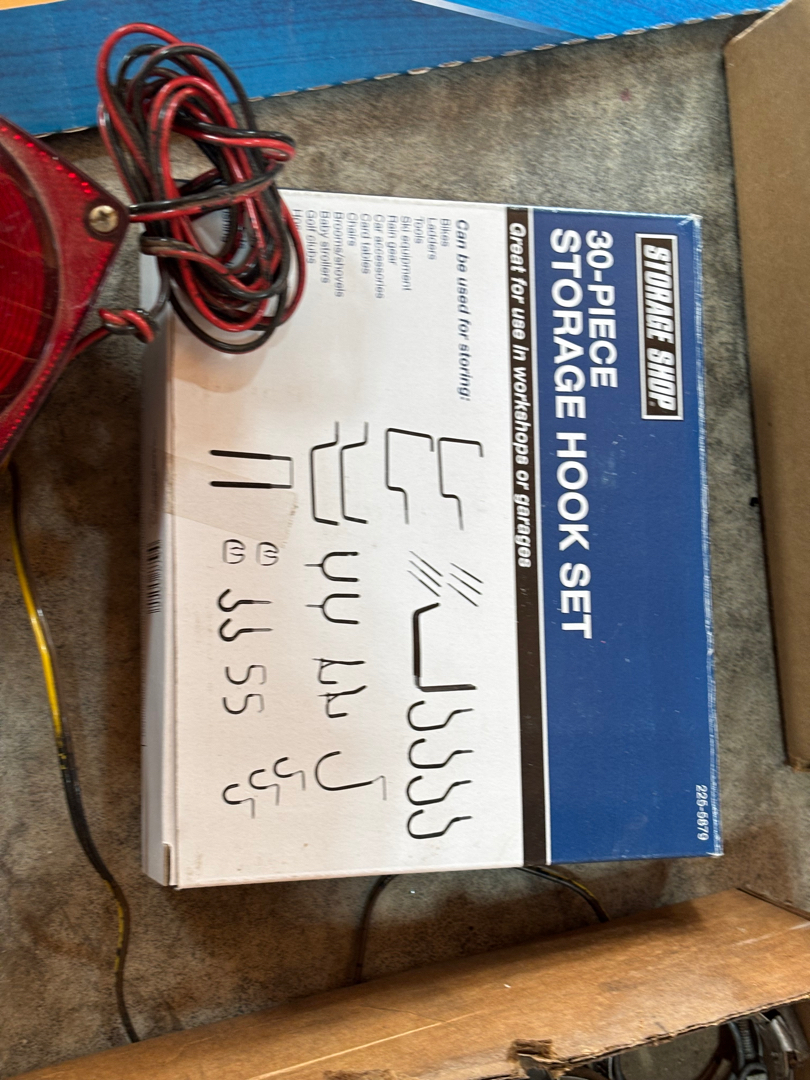 STORAGE SHOP
225-5879
30-PIECE
STORAGE HOOK SET
Great for use in workshops or garages
Can be used for storing:
Bikes
Ladders
Tools
Ski equipment
Rain gear
Car accessories
Card tables
Chairs
Brooms/shovels
Baby strollers
Golf clubs